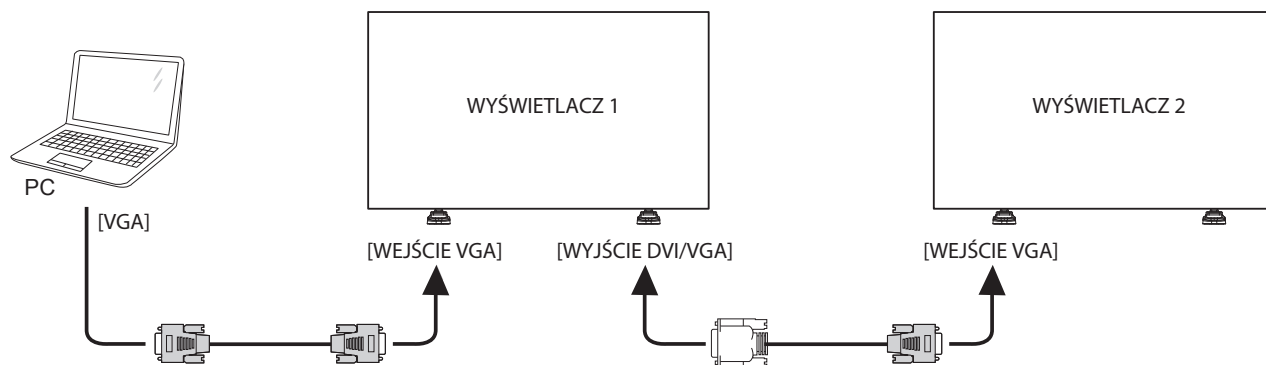 WYŚWIETLACZ 1
WYŚWIETLACZ 2
PC
[VGA]
[WEJŚCIE VGA]
[WYJŚCIE DVI/VGA]
[WEJŚCIE VGA]